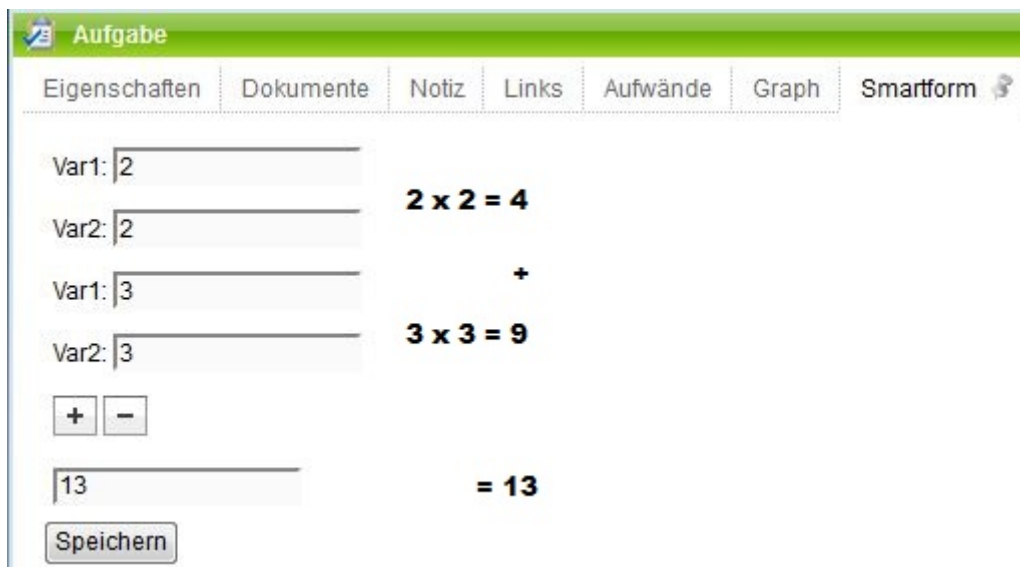 Aufgabe
Eigenschaften Dokumente Notiz Links Aufwände Graph Smartform
Var1: 2
2 x 2 = 4
Var2: 2
+
Var1: 3
3 x 3 = 9
Var2: 3
+ −
13 = 13
Speichern